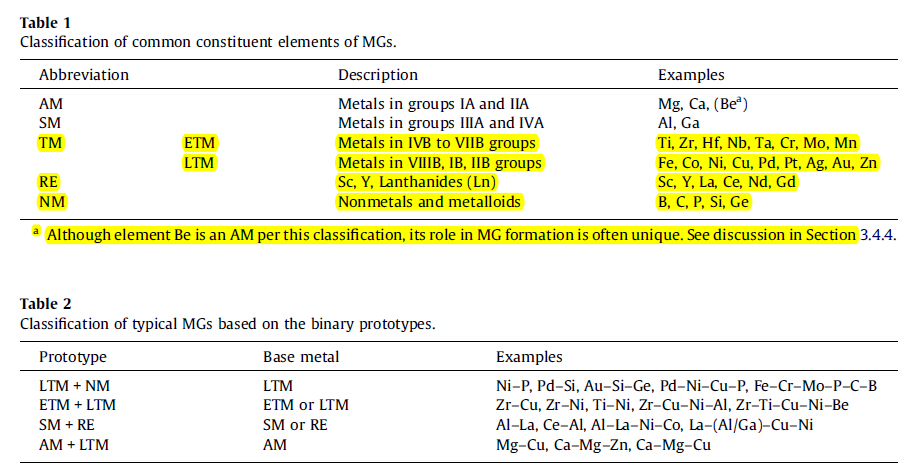 Table 1
Classification of common constituent elements of MGs.
Abbreviation Description Examples
AM Metals in groups IA and IIA Mg, Ca, (Beᵃ)
SM Metals in groups IIIA and IVA Al, Ga
TM ETM Metals in IVB to VIIB groups Ti, Zr, Hf, Nb, Ta, Cr, Mo, Mn
LTM Metals in VIIIB, IB, IIB groups Fe, Co, Ni, Cu, Pd, Pt, Ag, Au, Zn
RE Sc, Y, Lanthanides (Ln) Sc, Y, La, Ce, Nd, Gd
NM Nonmetals and metalloids B, C, P, Si, Ge
ᵃ Although element Be is an AM per this classification, its role in MG formation is often unique. See discussion in Section 3.4.4.
Table 2
Classification of typical MGs based on the binary prototypes.
Prototype Base metal Examples
LTM + NM LTM Ni–P, Pd–Si, Au–Si–Ge, Pd–Ni–Cu–P, Fe–Cr–Mo–P–C–B
ETM + LTM ETM or LTM Zr–Cu, Zr–Ni, Ti–Ni, Zr–Cu–Ni–Al, Zr–Ti–Cu–Ni–Be
SM + RE SM or RE Al–La, Ce–Al, Al–La–Ni–Co, La–(Al/Ga)–Cu–Ni
AM + LTM AM Mg–Cu, Ca–Mg–Zn, Ca–Mg–Cu